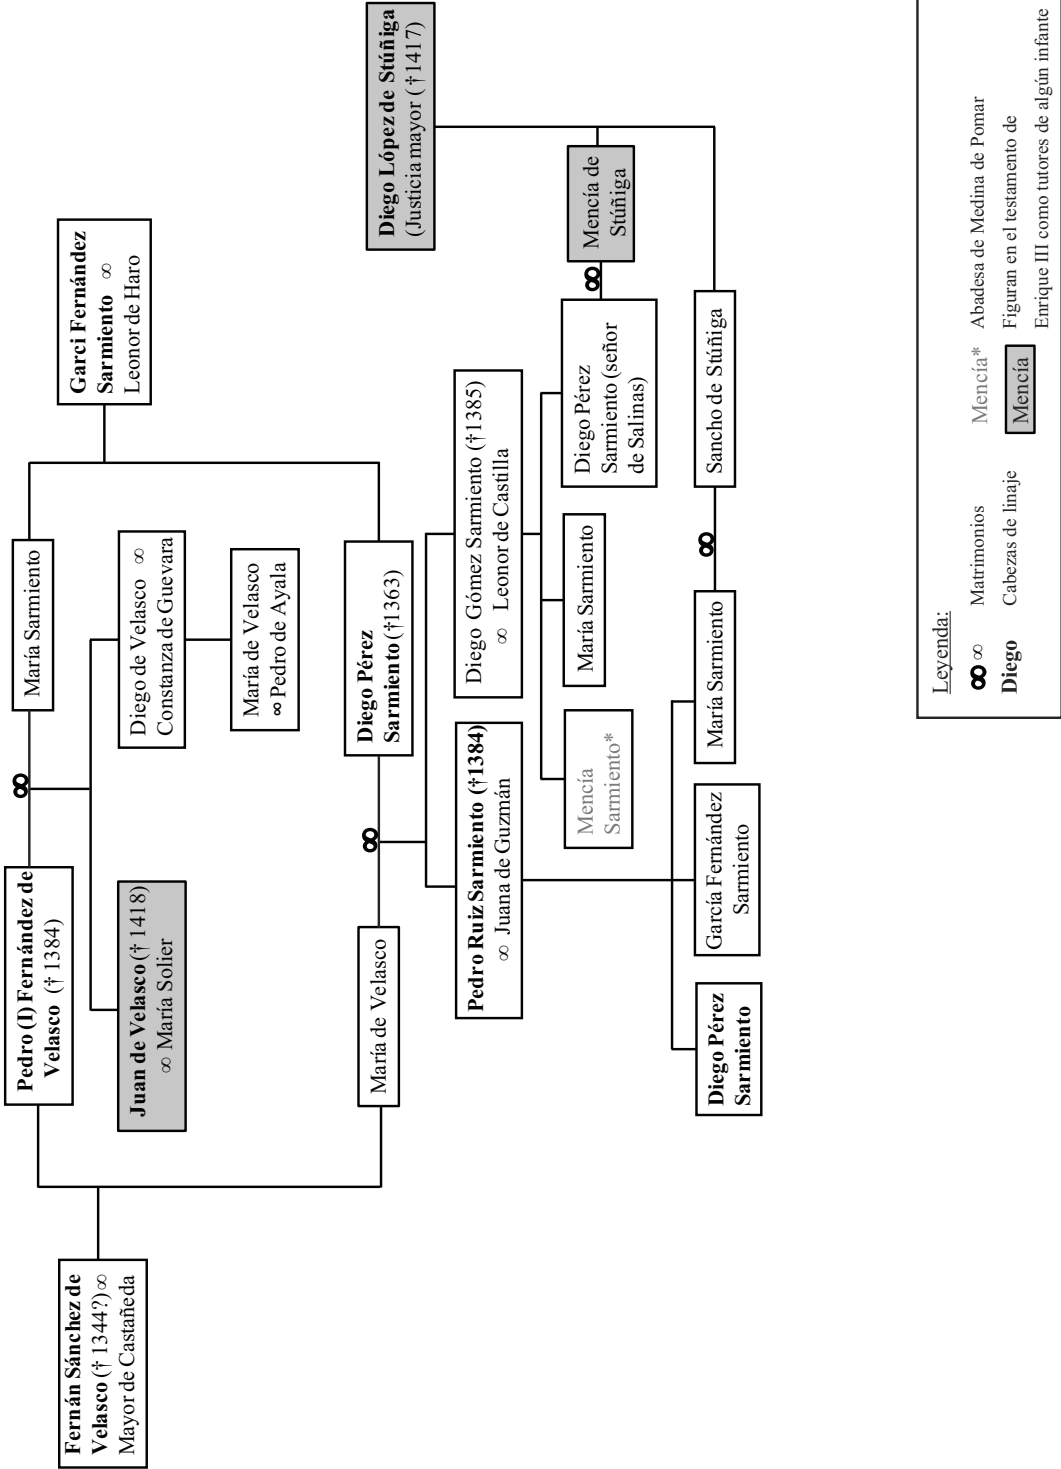 Fernán Sánchez de
Velasco († 1344?) ∞
Mayor de Castañeda
Pedro (I) Fernández de
Velasco († 1384)
∞
María Sarmiento
Garci Fernández
Sarmiento ∞
Leonor de Haro
Juan de Velasco († 1418)
∞ María Solier
Diego de Velasco ∞
Constanza de Guevara
María de Velasco
∞ Pedro de Ayala
María de Velasco
∞
Diego Pérez
Sarmiento (†1363)
Diego López de Stúñiga
(Justicia mayor (†1417)
Pedro Ruiz Sarmiento (†1384)
∞ Juana de Guzmán
Diego Gómez Sarmiento (†1385)
∞ Leonor de Castilla
Mencía
Sarmiento*
María Sarmiento
Diego Pérez
Sarmiento (señor
de Salinas)
∞
Mencía de
Stúñiga
Diego Pérez
Sarmiento
García Fernández
Sarmiento
María Sarmiento
∞
Sancho de Stúñiga
Leyenda:
∞ ∞ Matrimonios
Diego Cabezas de linaje
Mencía* Abadesa de Medina de Pomar
Mencía Figuran en el testamento de
Enrique III como tutores de algún infante